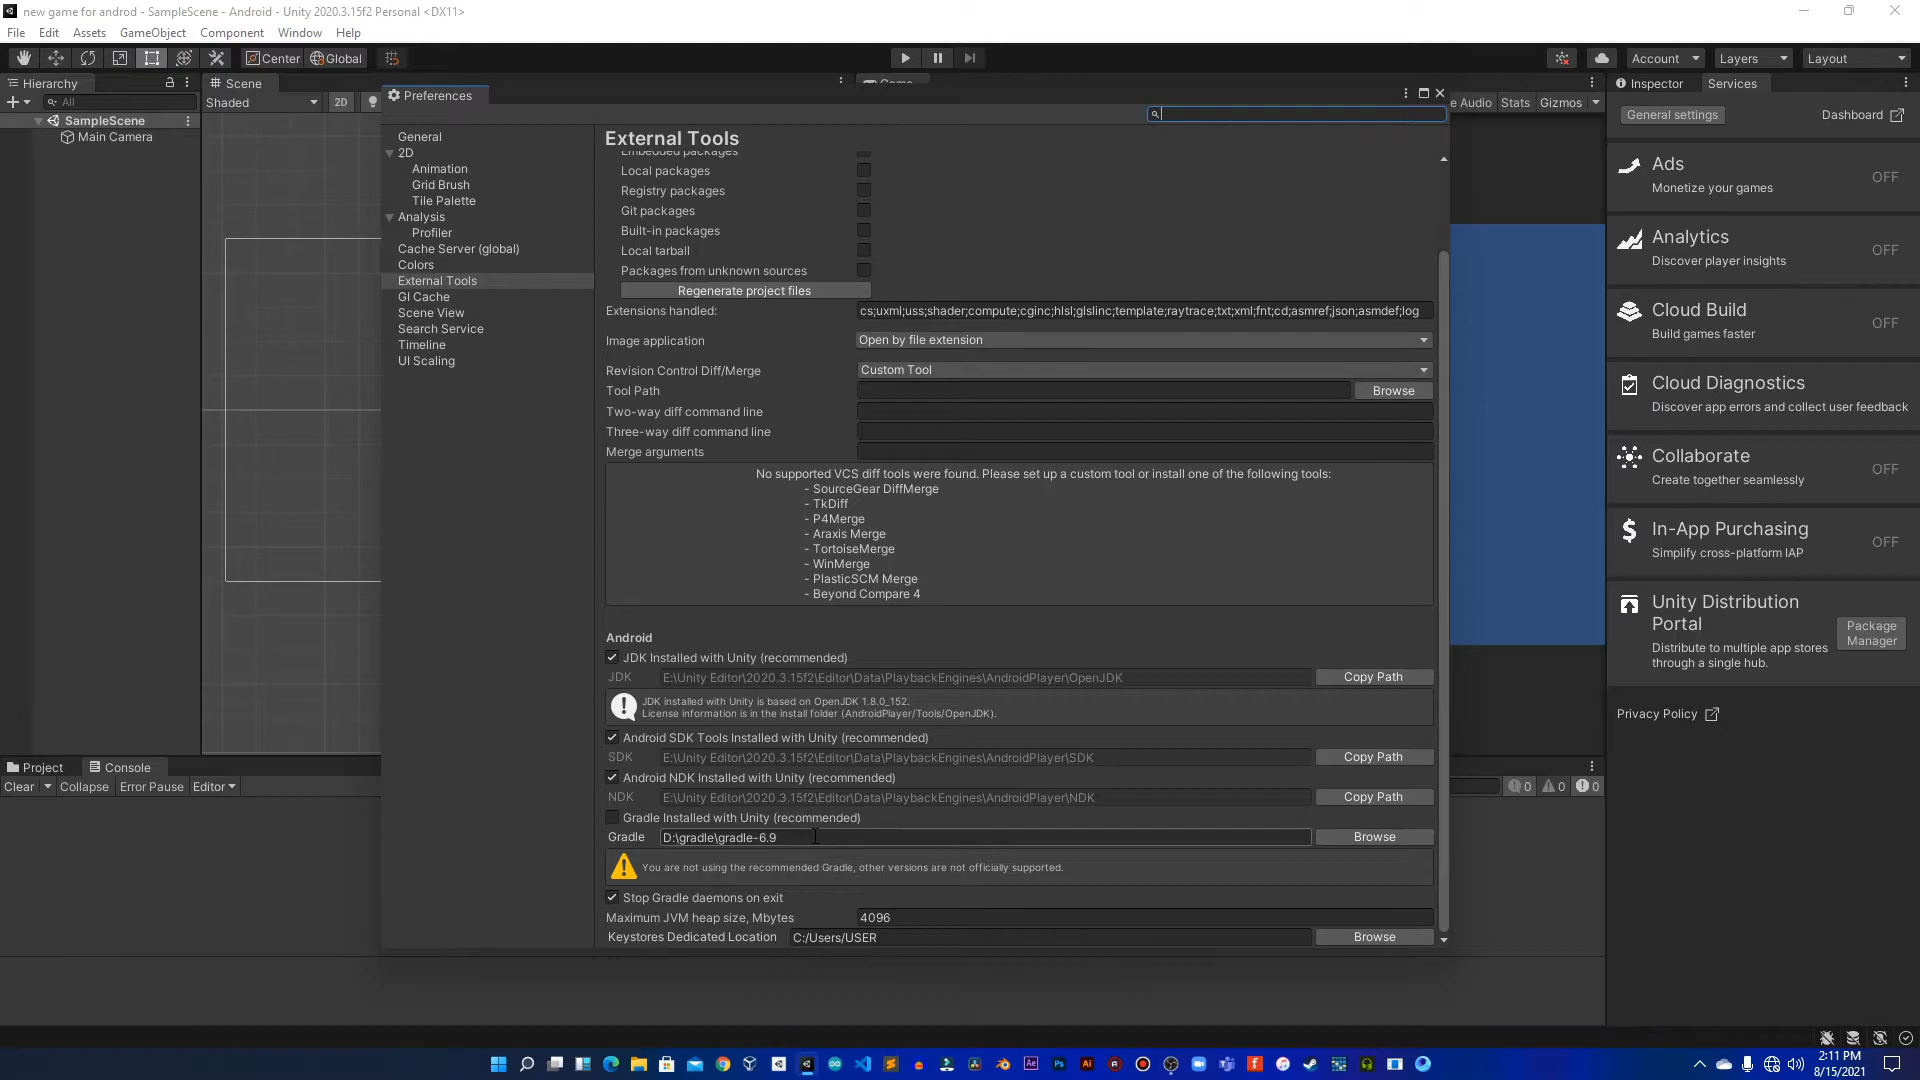 new game for androd - SampleScene - Android - Unity 2020.3.15f2 Personal <DX11>
File Edit Assets GameObject Component Window Help
Center Global Account Layers Layout
Hierarchy Scene Inspector Services
All Shaded 2D Preferences e Audio Stats Gizmos General settings Dashboard
SampleScene
Main Camera
General
2D
Animation
Grid Brush
Tile Palette
Analysis
Profiler
Cache Server (global)
Colors
External Tools
GI Cache
Scene View
Search Service
Timeline
UI Scaling
External Tools
Embedded packages
Local packages
Registry packages
Git packages
Built-in packages
Local tarball
Packages from unknown sources
Regenerate project files
Extensions handled: cs;uxml;uss;shader;compute;cginc;hlsl;glslinc;template;raytrace;txt;xml;fnt;cd;asmref;json;asmdef;log
Image application Open by file extension
Revision Control Diff/Merge Custom Tool
Tool Path Browse
Two-way diff command line
Three-way diff command line
Merge arguments
No supported VCS diff tools were found. Please set up a custom tool or install one of the following tools:
- SourceGear DiffMerge
- TkDiff
- P4Merge
- Araxis Merge
- TortoiseMerge
- WinMerge
- PlasticSCM Merge
- Beyond Compare 4
Android
JDK Installed with Unity (recommended)
JDK E:\Unity Editor\2020.3.15f2\Editor\Data\PlaybackEngines\AndroidPlayer\OpenJDK Copy Path
JDK installed with Unity is based on OpenJDK 1.8.0_152.
License information is in the install folder (AndroidPlayer/Tools/OpenJDK).
Android SDK Tools Installed with Unity (recommended)
SDK E:\Unity Editor\2020.3.15f2\Editor\Data\PlaybackEngines\AndroidPlayer\SDK Copy Path
Android NDK Installed with Unity (recommended)
NDK E:\Unity Editor\2020.3.15f2\Editor\Data\PlaybackEngines\AndroidPlayer\NDK Copy Path
Gradle Installed with Unity (recommended)
Gradle D:\gradle\gradle-6.9 Browse
You are not using the recommended Gradle, other versions are not officially supported.
Stop Gradle daemons on exit
Maximum JVM heap size, Mbytes 4096
Keystores Dedicated Location C:/Users/USER Browse
Ads
Monetize your games
OFF
Analytics
Discover player insights
OFF
Cloud Build
Build games faster
OFF
Cloud Diagnostics
Discover app errors and collect user feedback
Collaborate
Create together seamlessly
OFF
In-App Purchasing
Simplify cross-platform IAP
OFF
Unity Distribution
Portal
Distribute to multiple app stores
through a single hub.
Package
Manager
Privacy Policy
Project Console
Clear Collapse Error Pause Editor 0 0 0
2:11 PM
8/15/2021